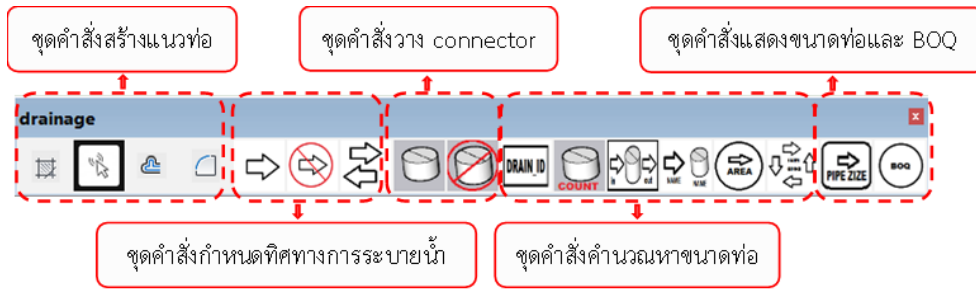 ชุดคำสั่งสร้างแนวท่อ
ชุดคำสั่งวาง connector
ชุดคำสั่งแสดงขนาดท่อและ BOQ
drainage
x
DRAIN_ID
COUNT
in out
NAME
NAME
AREA
PIPE ZIZE
BOQ
ชุดคำสั่งกำหนดทิศทางการระบายน้ำ
ชุดคำสั่งคำนวณหาขนาดท่อ